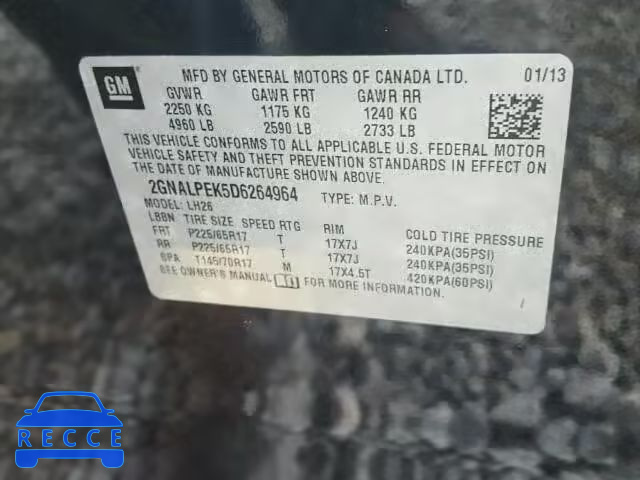 GM
MFD BY GENERAL MOTORS OF CANADA LTD. 01/13
GVWR GAWR FRT GAWR RR
2250 KG 1175 KG 1240 KG
4960 LB 2590 LB 2733 LB
THIS VEHICLE CONFORMS TO ALL APPLICABLE U.S. FEDERAL MOTOR
VEHICLE SAFETY AND THEFT PREVENTION STANDARDS IN EFFECT ON
THE DATE OF MANUFACTURE SHOWN ABOVE.
2GNALPEK5D6264964 TYPE: M.P.V.
MODEL: LH26
LBBN TIRE SIZE SPEED RTG RIM COLD TIRE PRESSURE
FRT P225/65R17 T 17X7J 240KPA(35PSI)
RR P225/65R17 T 17X7J 240KPA(35PSI)
SPA T145/70R17 M 17X4.5T 420KPA(60PSI)
SEE OWNER'S MANUAL FOR MORE INFORMATION.
RECCE